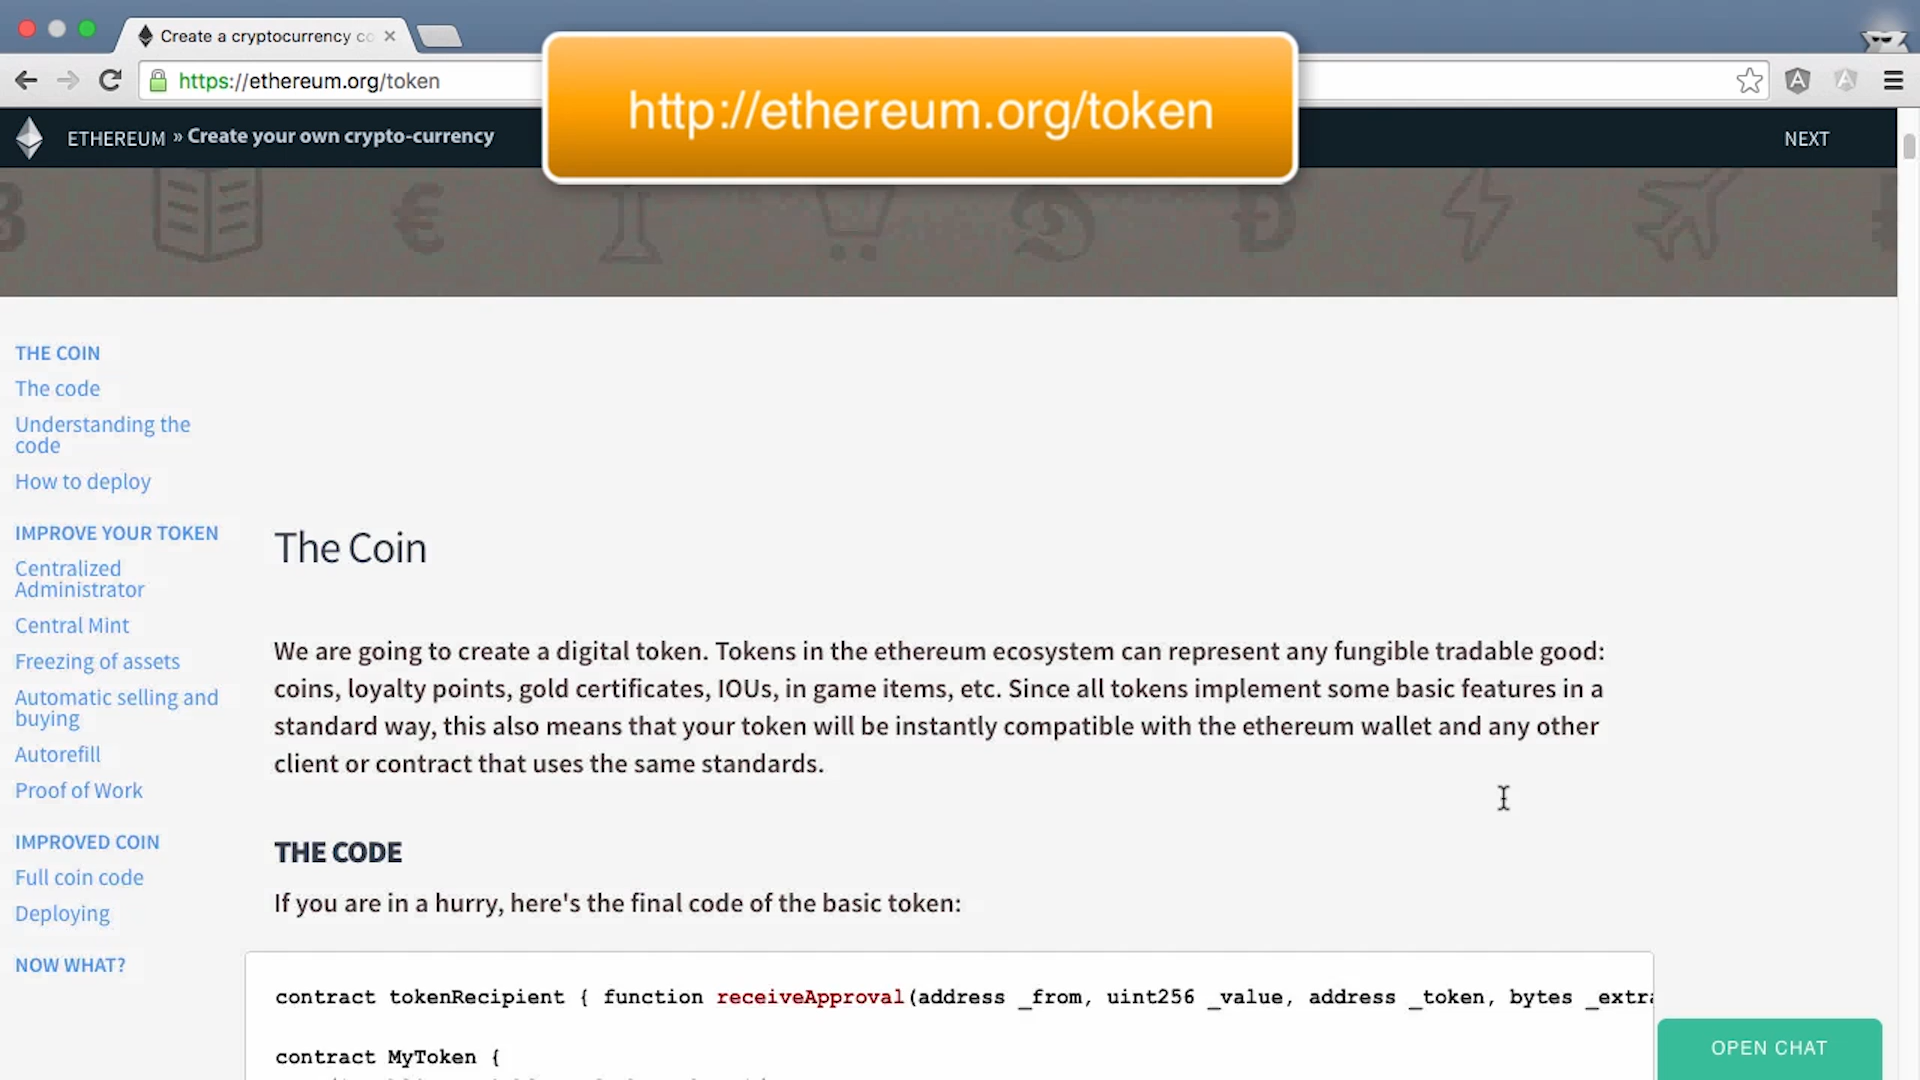 Create a cryptocurrency co
https://ethereum.org/token
http://ethereum.org/token
ETHEREUM » Create your own crypto-currency
NEXT
THE COIN
The code
Understanding the
code
How to deploy
IMPROVE YOUR TOKEN
Centralized
Administrator
Central Mint
Freezing of assets
Automatic selling and
buying
Autorefill
Proof of Work
IMPROVED COIN
Full coin code
Deploying
NOW WHAT?
The Coin
We are going to create a digital token. Tokens in the ethereum ecosystem can represent any fungible tradable good:
coins, loyalty points, gold certificates, IOUs, in game items, etc. Since all tokens implement some basic features in a
standard way, this also means that your token will be instantly compatible with the ethereum wallet and any other
client or contract that uses the same standards.
THE CODE
If you are in a hurry, here's the final code of the basic token:
contract tokenRecipient { function receiveApproval(address _from, uint256 _value, address _token, bytes _extra
contract MyToken {
OPEN CHAT